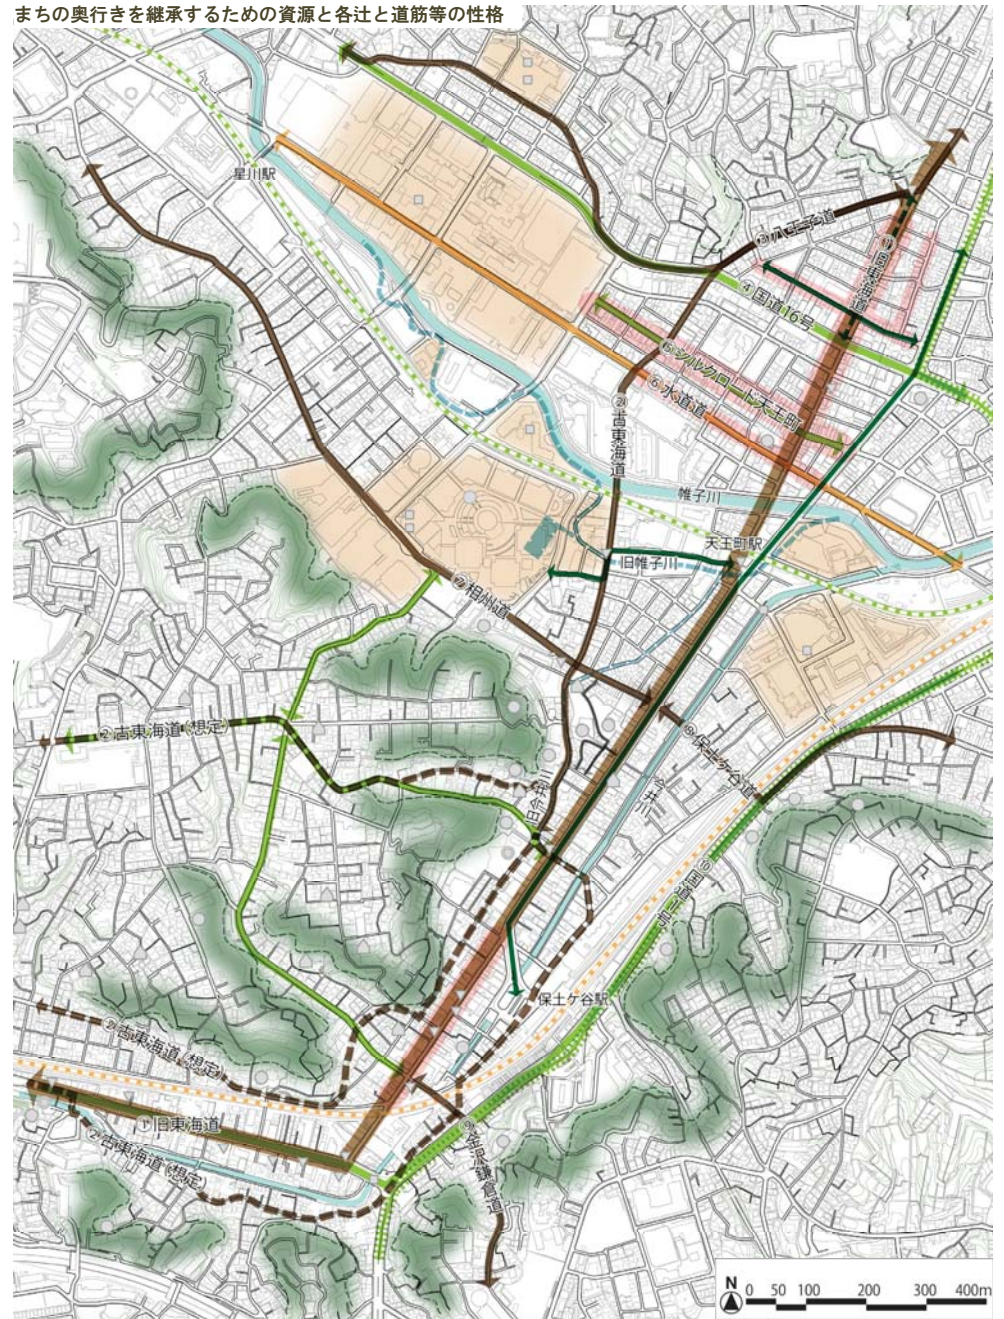 まちの奥行きを継承するための資源と各辻と道筋等の性格
星川駅
③八王子道
①旧東海道
④国道16号
⑤シルクロード天王町
⑥水道道
②古東海道
帷子川
天王町駅
旧帷子川
⑦相州道
②古東海道(想定)
⑧保土ケ谷道
今井川
旧今井川
⑩国道1号
保土ケ谷駅
②古東海道(想定)
①旧東海道
②古東海道(想定)
⑨金沢鎌倉道
N 0 50 100 200 300 400m